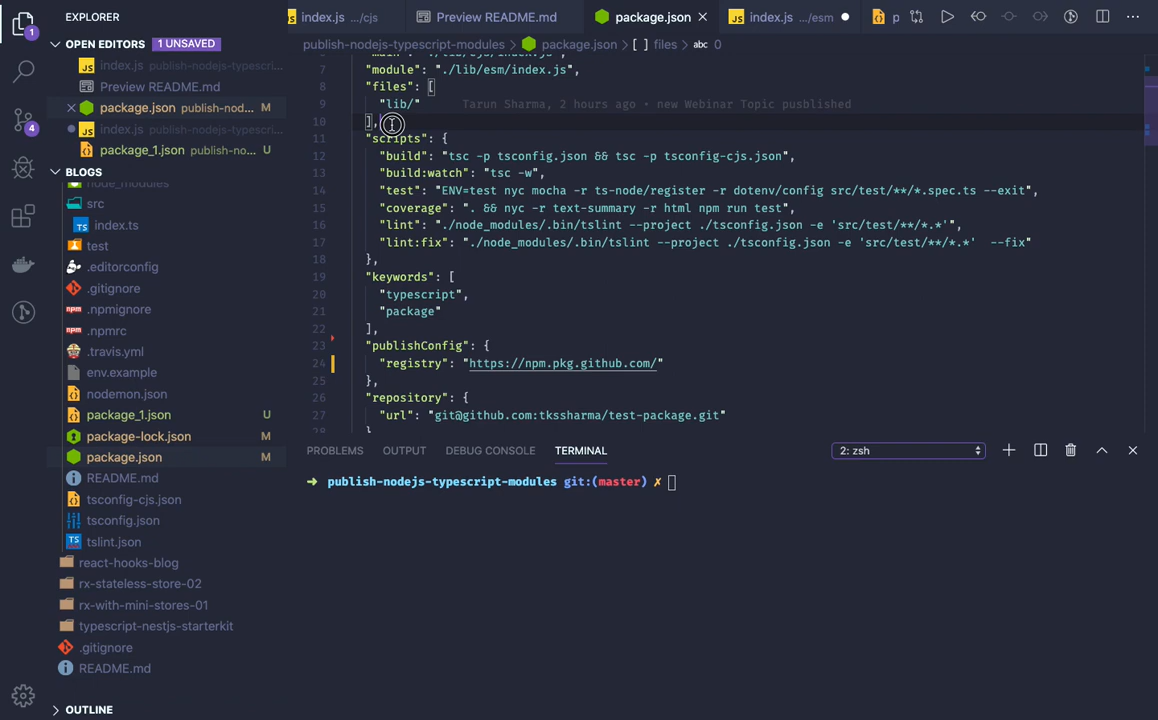 EXPLORER
index.js .../cjs
Preview README.md
package.json
index.js .../esm
p
OPEN EDITORS 1 UNSAVED
index.js publish-nodejs-typescri...
Preview README.md
package.json publish-nod... M
index.js publish-nodejs-typescri...
package_1.json publish-no... U
BLOGS
node_modules
src
index.ts
test
.editorconfig
.gitignore
.npmignore
.npmrc
.travis.yml
env.example
nodemon.json
package_1.json U
package-lock.json M
package.json M
README.md
tsconfig-cjs.json
tsconfig.json
tslint.json
react-hooks-blog
rx-stateless-store-02
rx-with-mini-stores-01
typescript-nestjs-starterkit
.gitignore
README.md
OUTLINE
1
4
publish-nodejs-typescript-modules > package.json > [ ] files > abc 0
7 "module": "./lib/esm/index.js",
8 "files": [
9 "lib/" Tarun Sharma, 2 hours ago • new Webinar Topic pusblished
10 ],
11 "scripts": {
12 "build": "tsc -p tsconfig.json && tsc -p tsconfig-cjs.json",
13 "build:watch": "tsc -w",
14 "test": "ENV=test nyc mocha -r ts-node/register -r dotenv/config src/test/**/*.spec.ts --exit",
15 "coverage": ". && nyc -r text-summary -r html npm run test",
16 "lint": "./node_modules/.bin/tslint --project ./tsconfig.json -e 'src/test/**/*.*'",
17 "lint:fix": "./node_modules/.bin/tslint --project ./tsconfig.json -e 'src/test/**/*.*' --fix"
18 },
19 "keywords": [
20 "typescript",
21 "package"
22 ],
23 "publishConfig": {
24 "registry": "https://npm.pkg.github.com/"
25 },
26 "repository": {
27 "url": "git@github.com:tkssharma/test-package.git"
28 }
PROBLEMS OUTPUT DEBUG CONSOLE TERMINAL 2: zsh
➜ publish-nodejs-typescript-modules git:(master) ✗